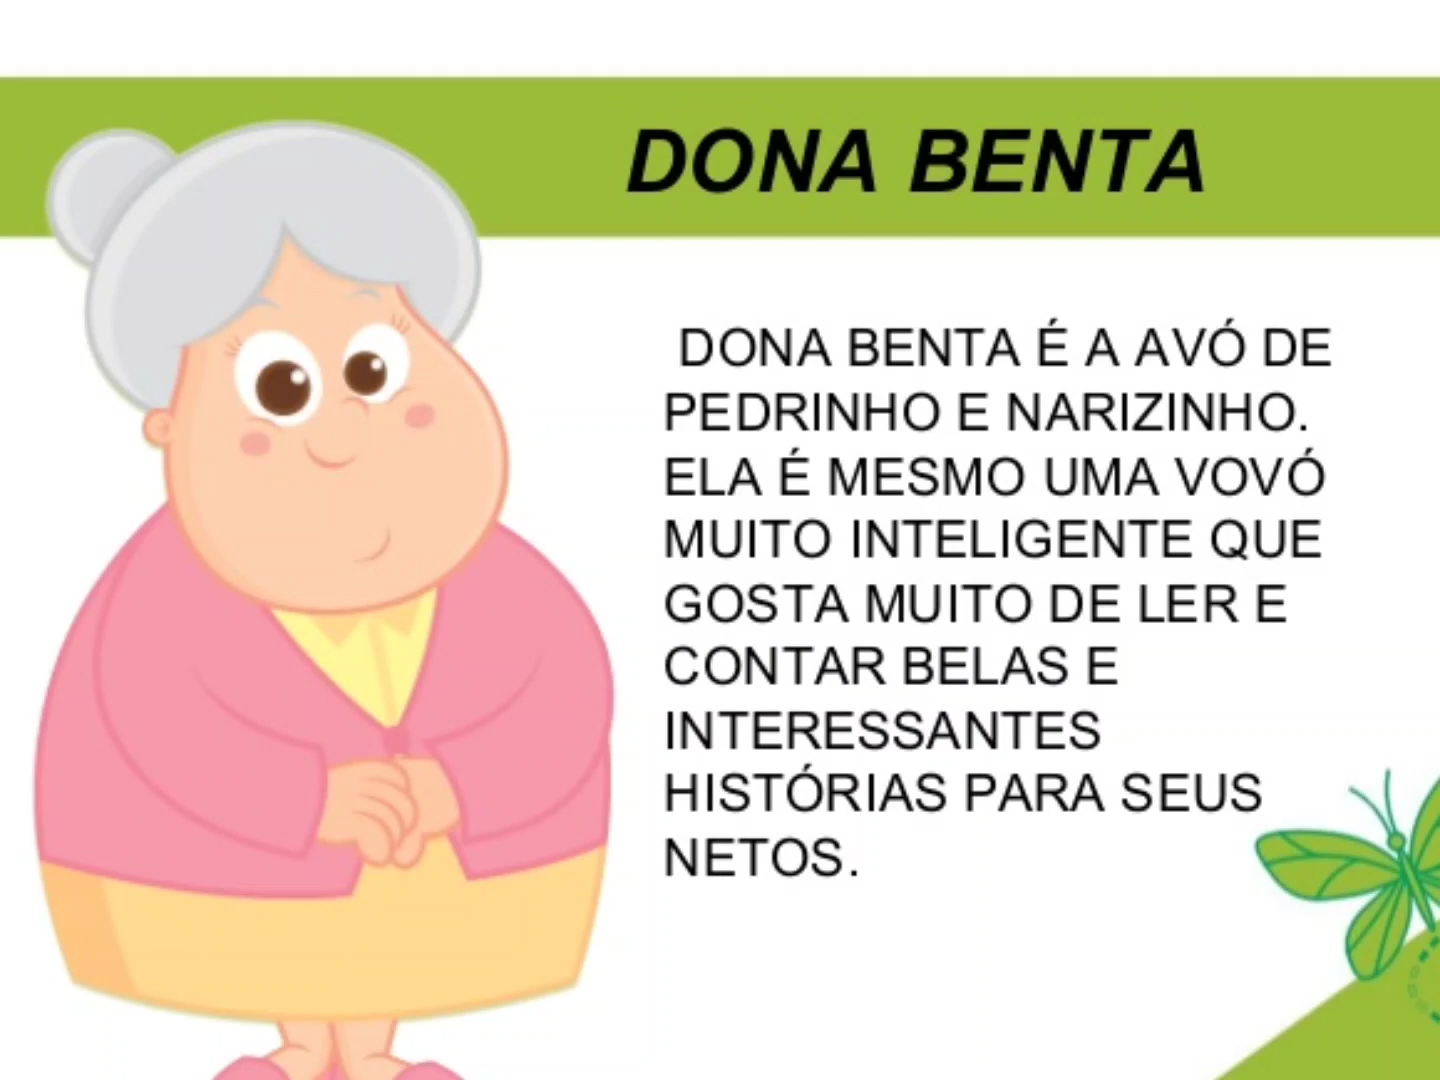 DONA BENTA
DONA BENTA É A AVÓ DE
PEDRINHO E NARIZINHO.
ELA É MESMO UMA VOVÓ
MUITO INTELIGENTE QUE
GOSTA MUITO DE LER E
CONTAR BELAS E
INTERESSANTES
HISTÓRIAS PARA SEUS
NETOS.